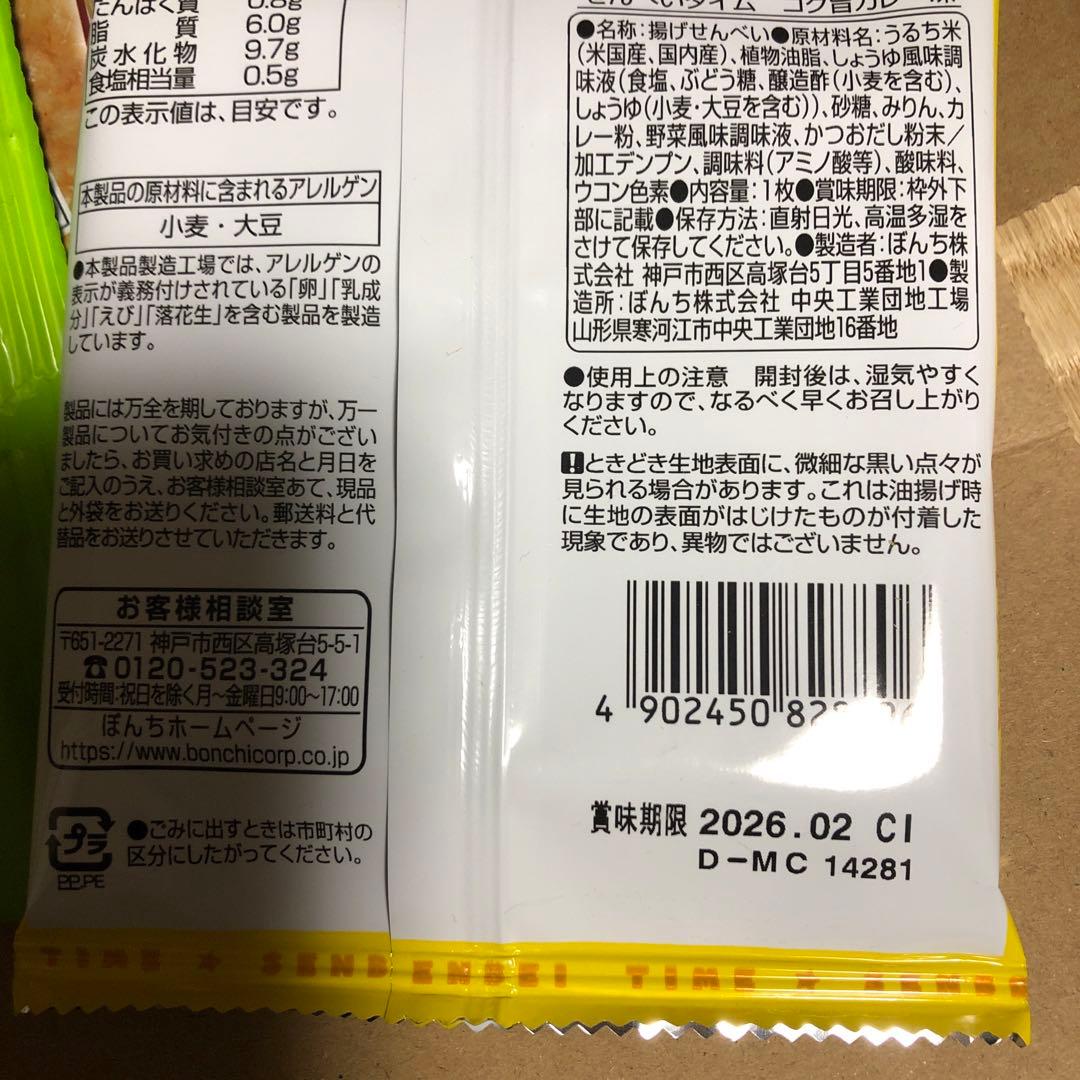 たんぱく質 0.8g
脂質 6.0g
炭水化物 9.7g
食塩相当量 0.5g
この表示値は、目安です。
本製品の原材料に含まれるアレルゲン
小麦・大豆
●本製品製造工場では、アレルゲンの
表示が義務付けされている「卵」「乳成
分」「えび」「落花生」を含む製品を製造
しています。
製品には万全を期しておりますが、万一
製品についてお気付きの点がござい
ましたら、お買い求めの店名と月日を
ご記入のうえ、お客様相談室あて、現品
と外袋をお送りください。郵送料と代
替品をお送りさせていただきます。
お客様相談室
〒651-2271 神戸市西区高塚台5-5-1
☎0120-523-324
受付時間:祝日を除く月～金曜日9:00～17:00
ぼんちホームページ
https://www.bonchicorp.co.jp
プラ
PP,PE
●ごみに出すときは市町村の
区分にしたがってください。
せんべいタイム コク旨カレー味
●名称:揚げせんべい●原材料名:うるち米
(米国産、国内産)、植物油脂、しょうゆ風味調
味液(食塩、ぶどう糖、醸造酢(小麦を含む)、
しょうゆ(小麦・大豆を含む))、砂糖、みりん、カ
レー粉、野菜風味調味液、かつおだし粉末／
加工デンプン、調味料(アミノ酸等)、酸味料、
ウコン色素●内容量:1枚●賞味期限:枠外下
部に記載●保存方法:直射日光、高温多湿を
さけて保存してください。●製造者:ぼんち株
式会社 神戸市西区高塚台5丁目5番地1●製
造所:ぼんち株式会社 中央工業団地工場
山形県寒河江市中央工業団地16番地
●使用上の注意 開封後は、湿気やすく
なりますので、なるべく早くお召し上がり
ください。
!ときどき生地表面に、微細な黒い点々が
見られる場合があります。これは油揚げ時
に生地の表面がはじけたものが付着した
現象であり、異物ではございません。
4 902450 82
賞味期限 2026.02 CI
D-MC 14281
TIME ★ SENBEI TIME ★ SENBE